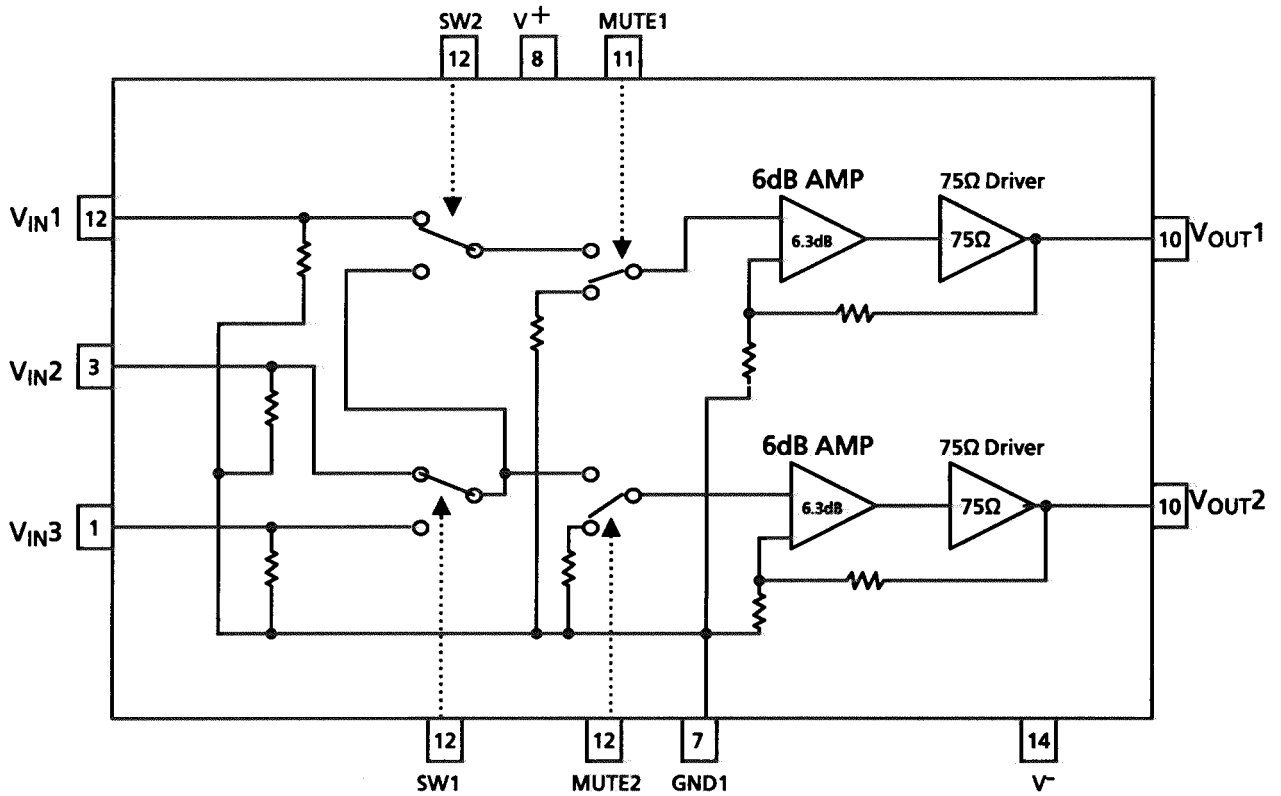 SW2 V+ MUTE1
12 8 11
6dB AMP 75Ω Driver
VIN1 12 6.3dB 75Ω 10 VOUT1
VIN2 3
6dB AMP 75Ω Driver
VIN3 1 6.3dB 75Ω 10 VOUT2
12 12 7 14
SW1 MUTE2 GND1 V-